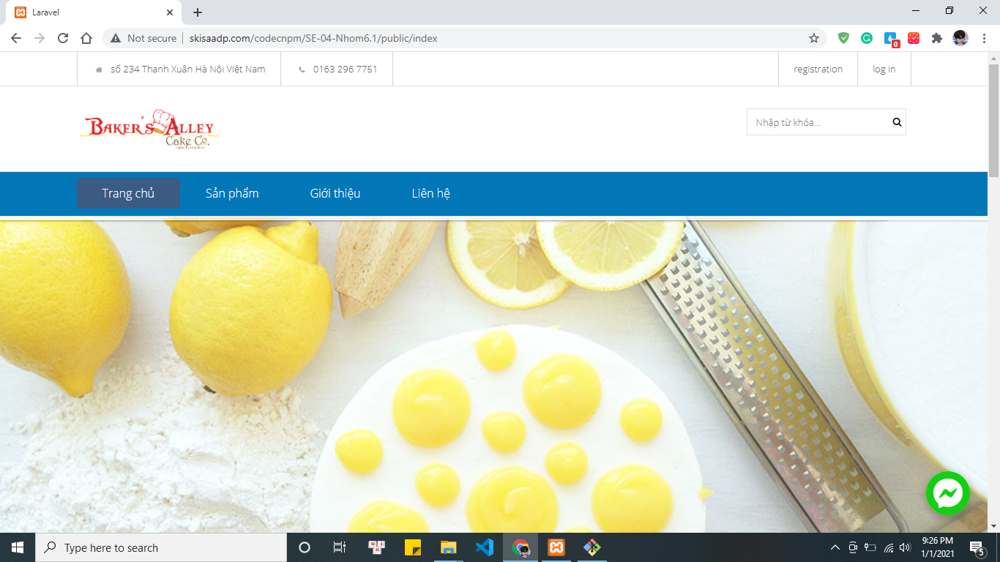 Laravel
Not secure
skisaadp.com/codecnpm/SE-04-Nhom6.1/public/index
0
số 234 Thanh Xuân Hà Nội Việt Nam
0163 296 7751
registration
log in
BAKER'S ALLEY
Cake Co.
Nhập từ khóa...
Trang chủ
Sản phẩm
Giới thiệu
Liên hệ
Type here to search
9:26 PM
1/1/2021
5